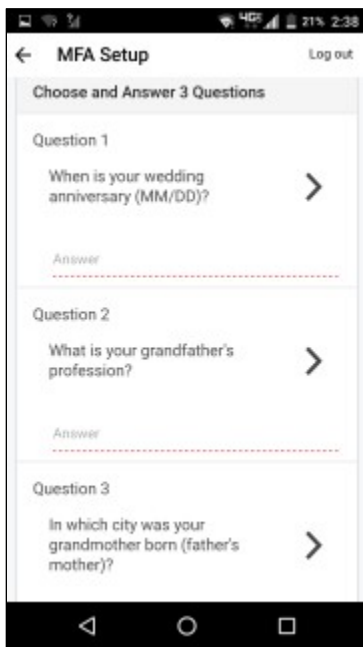 4G 21% 2:38
MFA Setup Log out
Choose and Answer 3 Questions
Question 1
When is your wedding
anniversary (MM/DD)?
Answer
Question 2
What is your grandfather's
profession?
Answer
Question 3
In which city was your
grandmother born (father's
mother)?